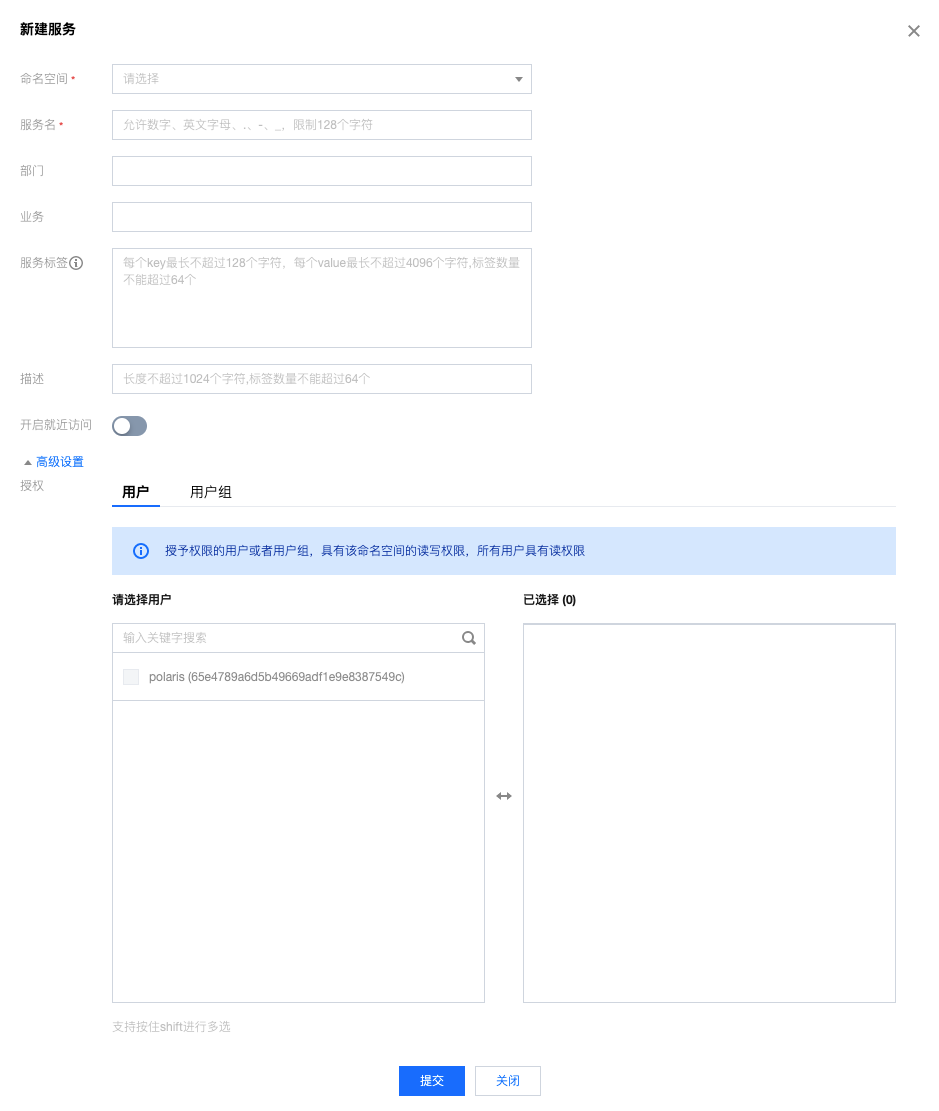 新建服务
命名空间 *
请选择
服务名 *
允许数字、英文字母、.、-、_，限制128个字符
部门
业务
服务标签
每个key最长不超过128个字符，每个value最长不超过4096个字符,标签数量
不能超过64个
描述
长度不超过1024个字符,标签数量不能超过64个
开启就近访问
高级设置
授权
用户 用户组
授予权限的用户或者用户组，具有该命名空间的读写权限，所有用户具有读权限
请选择用户
已选择 (0)
输入关键字搜索
polaris (65e4789a6d5b49669adf1e9e8387549c)
支持按住shift进行多选
提交 关闭